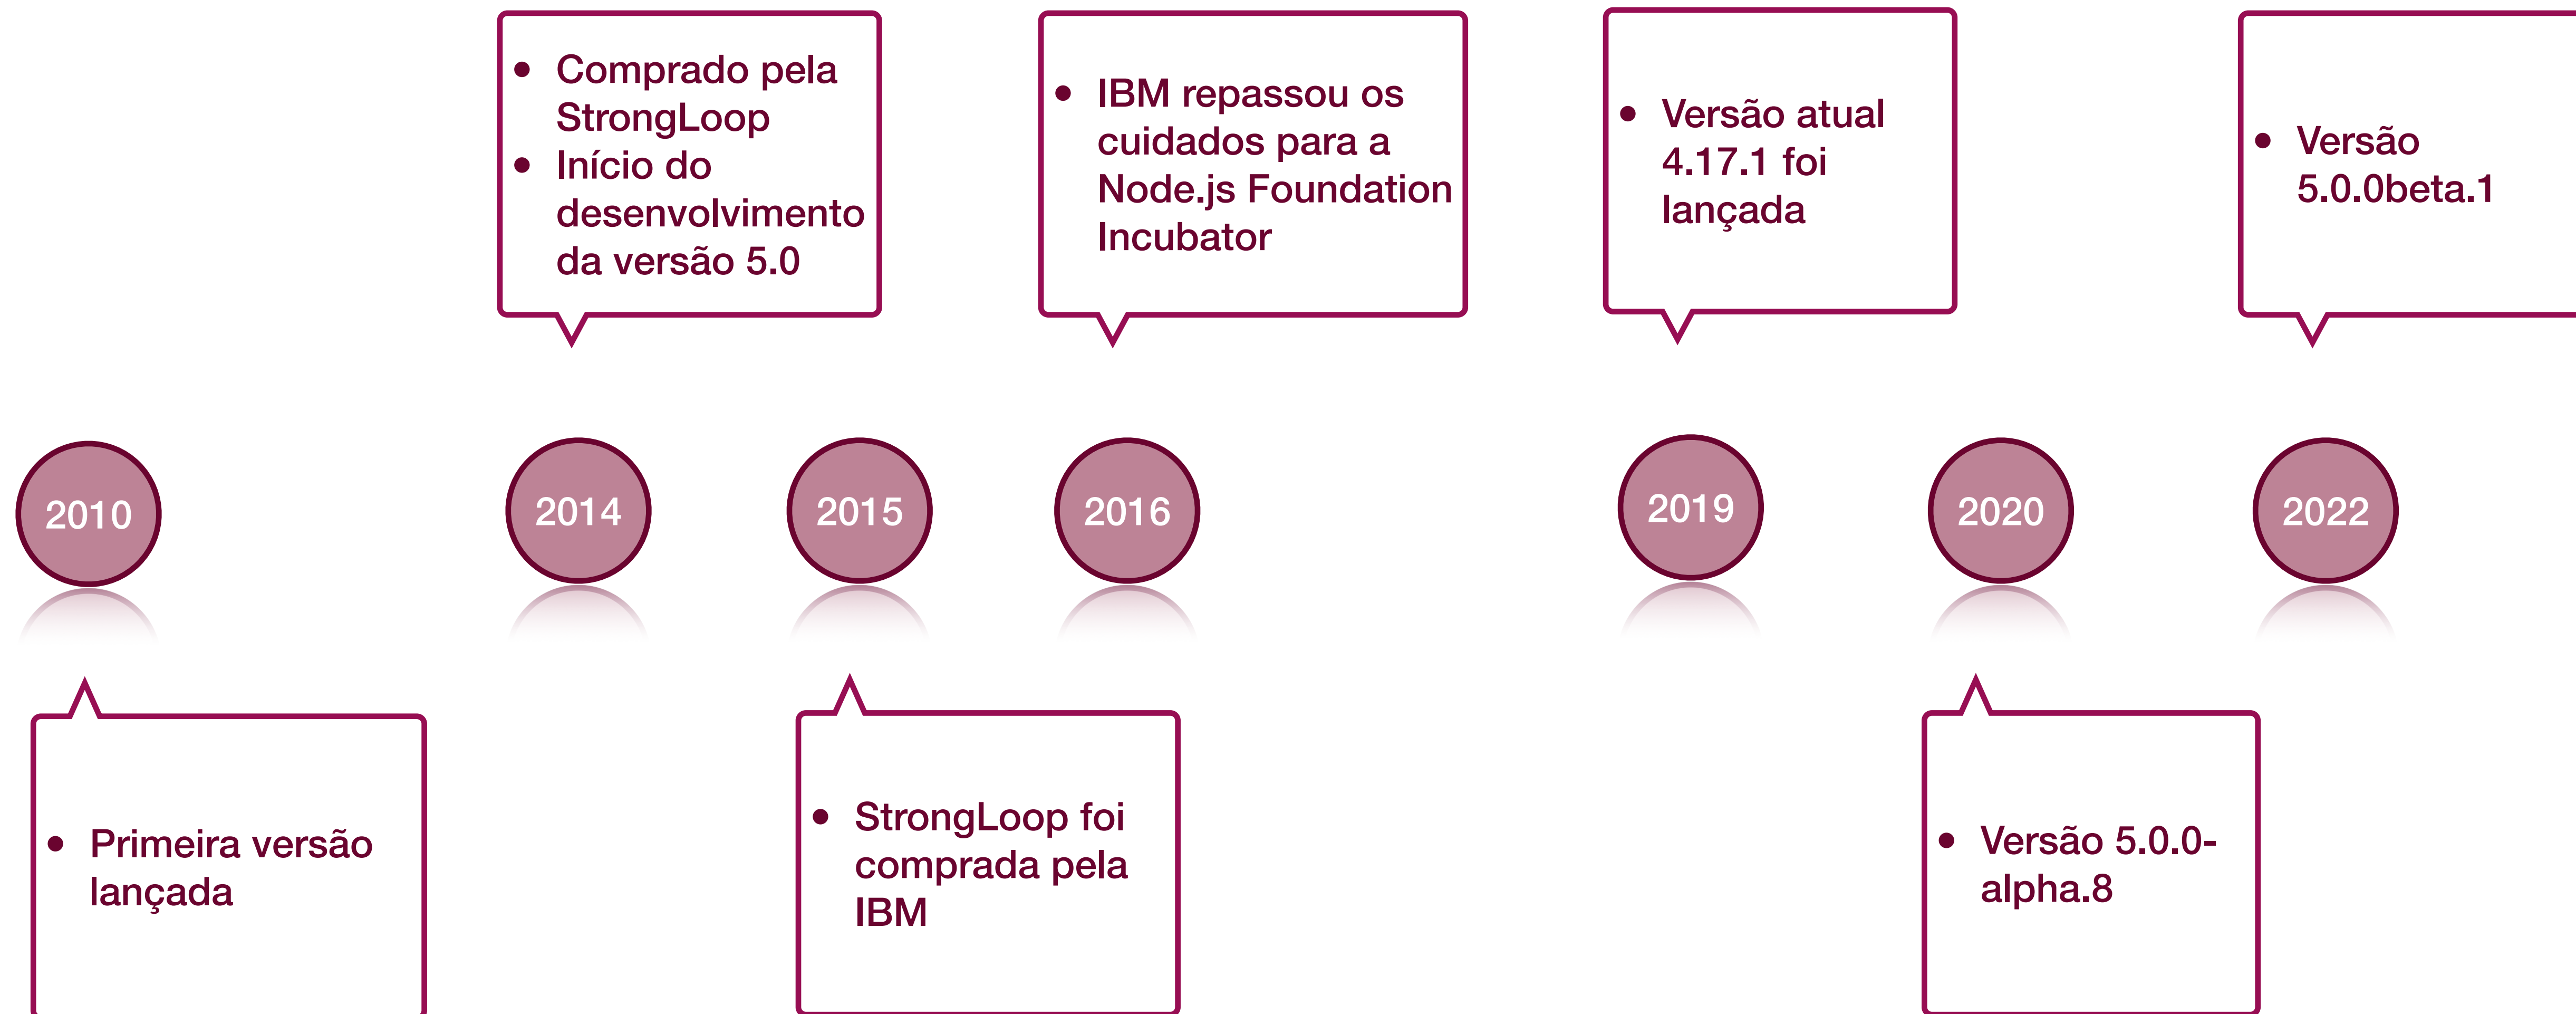 • Comprado pela
StrongLoop
• Início do
desenvolvimento
da versão 5.0
• IBM repassou os
cuidados para a
Node.js Foundation
Incubator
• Versão atual
4.17.1 foi
lançada
• Versão
5.0.0beta.1
2010
2014
2015
2016
2019
2020
2022
• Primeira versão
lançada
• StrongLoop foi
comprada pela
IBM
• Versão 5.0.0-
alpha.8